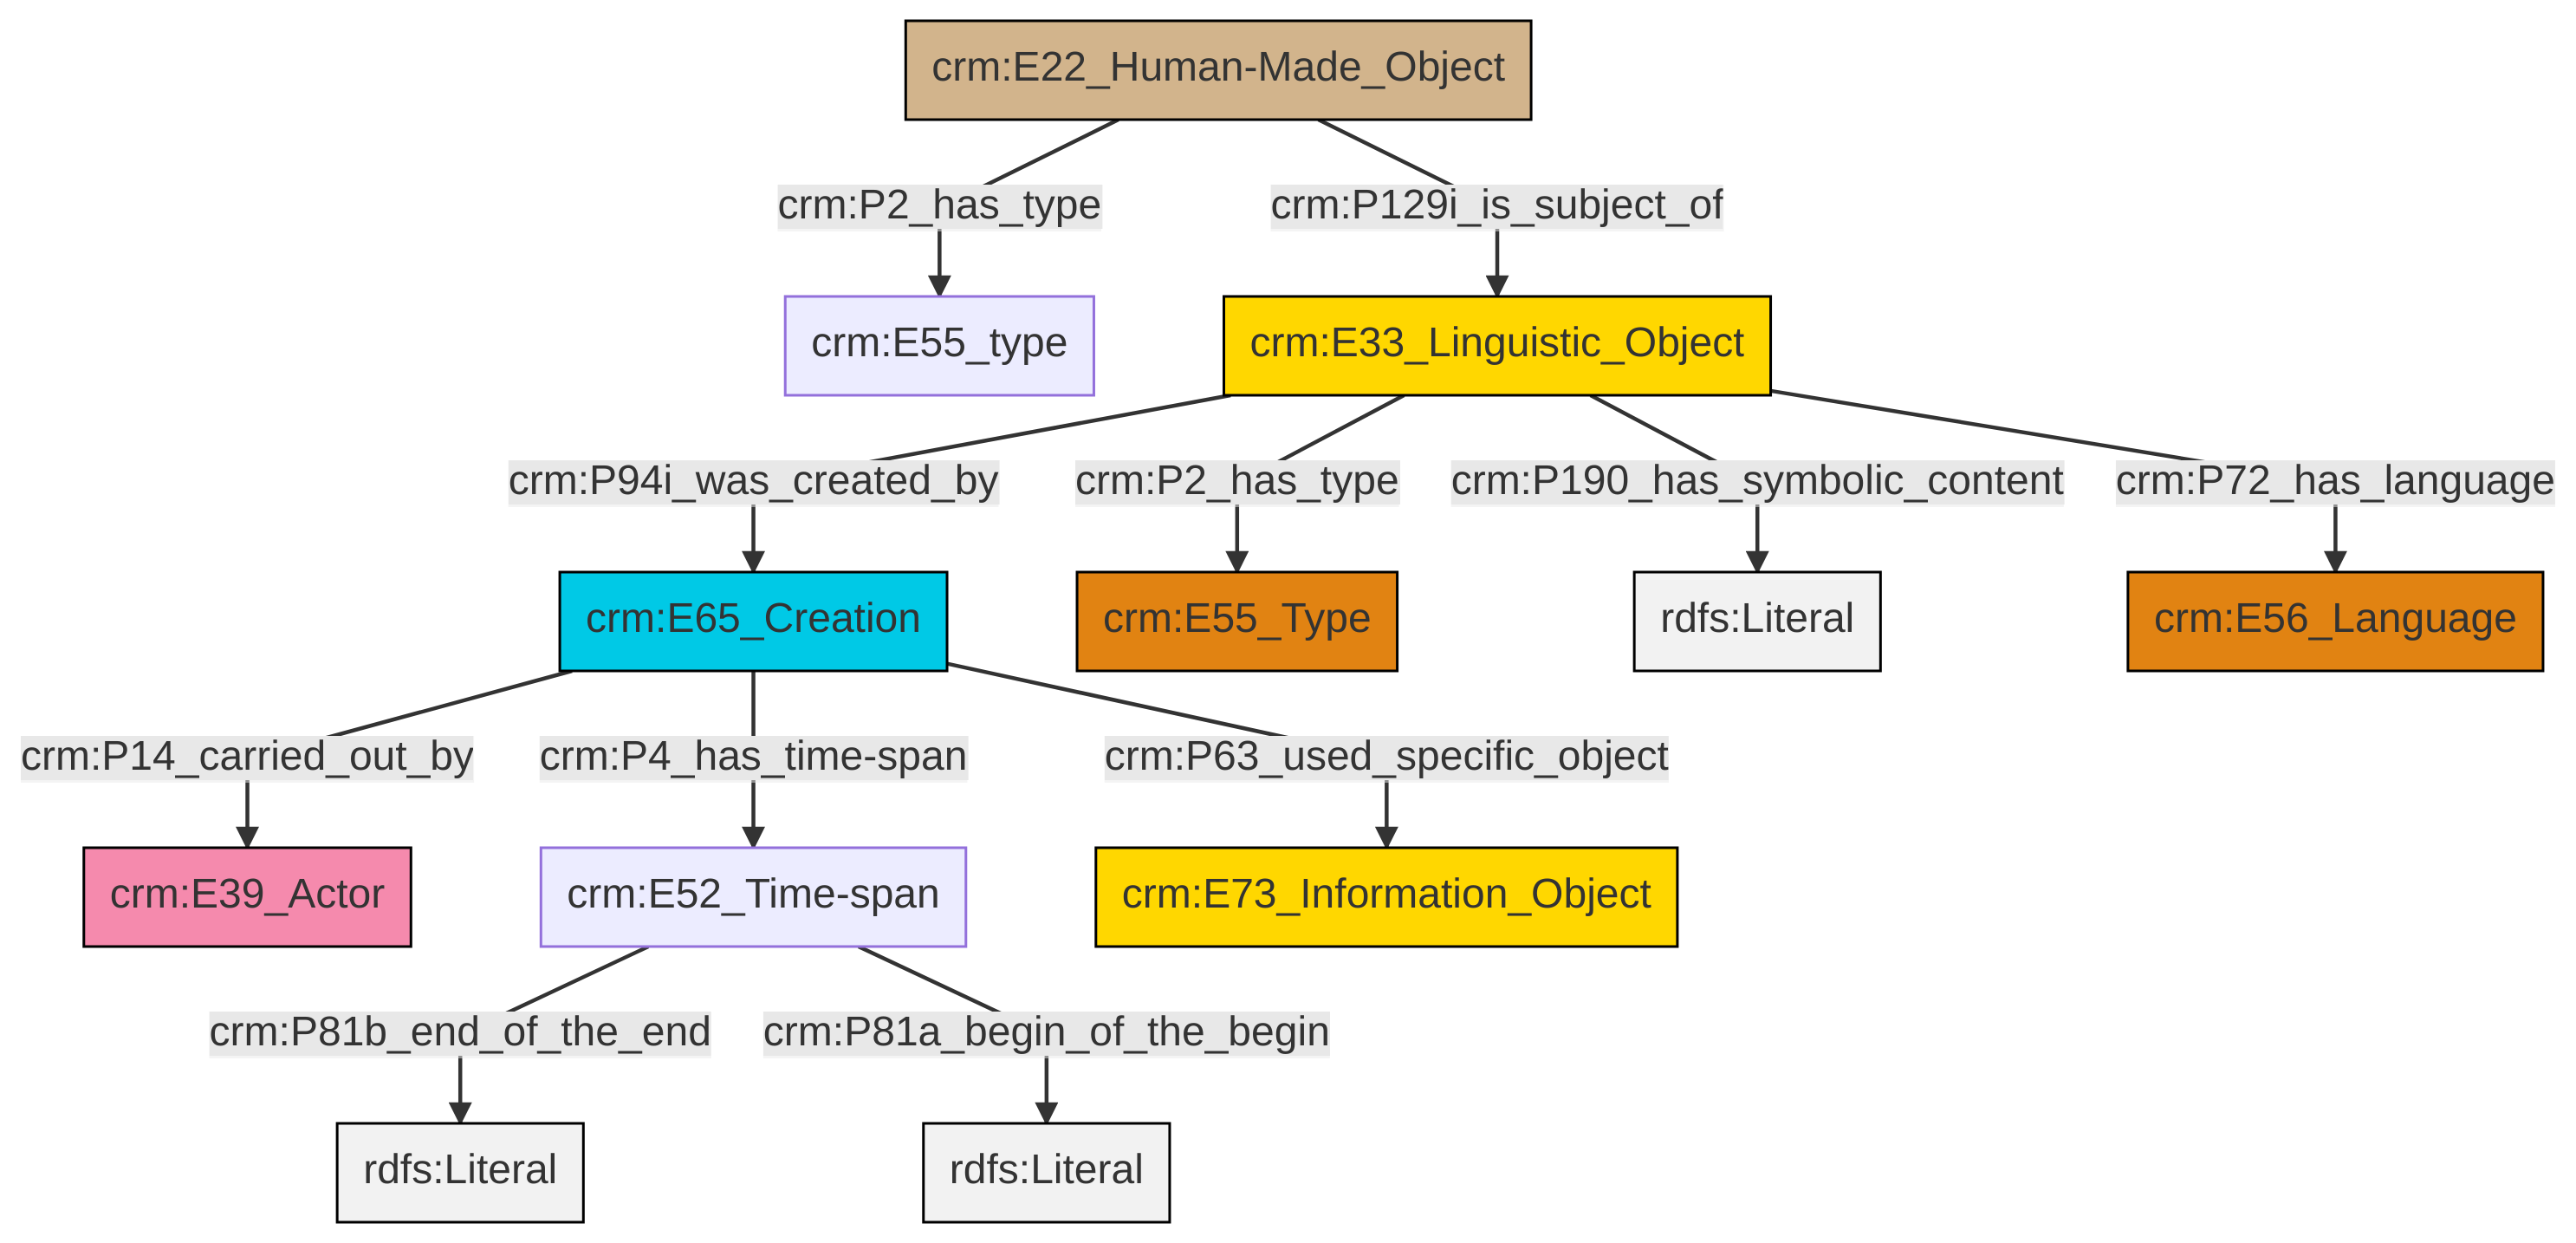 crm:E22_Human-Made_Object
crm:P2_has_type
crm:P129i_is_subject_of
crm:E55_type
crm:E33_Linguistic_Object
crm:P94i_was_created_by
crm:P2_has_type
crm:P190_has_symbolic_content
crm:P72_has_language
crm:E65_Creation
crm:E55_Type
rdfs:Literal
crm:E56_Language
crm:P14_carried_out_by
crm:P4_has_time-span
crm:P63_used_specific_object
crm:E39_Actor
crm:E52_Time-span
crm:E73_Information_Object
crm:P81b_end_of_the_end
crm:P81a_begin_of_the_begin
rdfs:Literal
rdfs:Literal